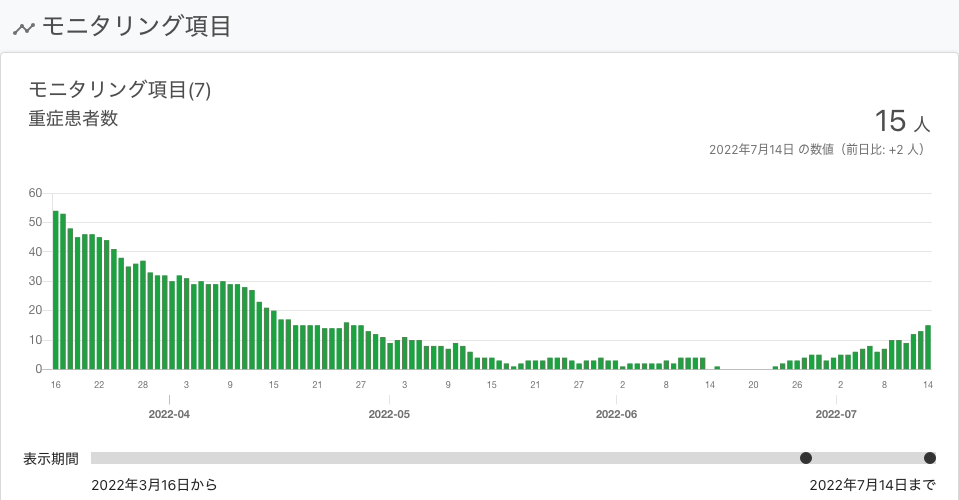 モニタリング項目
モニタリング項目(7)
重症患者数
15 人
2022年7月14日 の数値（前日比: +2 人）
60
50
40
30
20
10
0
16 22 28 3 9 15 21 27 3 9 15 21 27 2 8 14 20 26 2 8 14
2022-04 2022-05 2022-06 2022-07
表示期間
2022年3月16日から 2022年7月14日まで